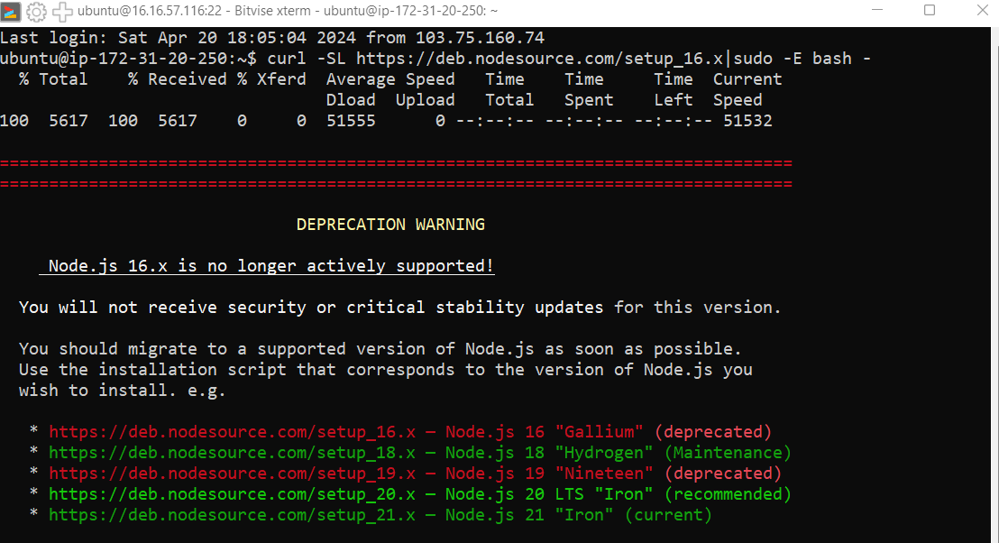 ubuntu@16.16.57.116:22 - Bitvise xterm - ubuntu@ip-172-31-20-250: ~
Last login: Sat Apr 20 18:05:04 2024 from 103.75.160.74
ubuntu@ip-172-31-20-250:~$ curl -SL https://deb.nodesource.com/setup_16.x|sudo -E bash -
  % Total    % Received % Xferd  Average Speed   Time    Time     Time  Current
                                 Dload  Upload   Total   Spent    Left  Speed
100  5617  100  5617    0     0  51555      0 --:--:-- --:--:-- --:--:-- 51532
================================================================================
================================================================================
                              DEPRECATION WARNING
     Node.js 16.x is no longer actively supported!
  You will not receive security or critical stability updates for this version.
  You should migrate to a supported version of Node.js as soon as possible.
  Use the installation script that corresponds to the version of Node.js you
  wish to install. e.g.
   * https://deb.nodesource.com/setup_16.x — Node.js 16 "Gallium" (deprecated)
   * https://deb.nodesource.com/setup_18.x — Node.js 18 "Hydrogen" (Maintenance)
   * https://deb.nodesource.com/setup_19.x — Node.js 19 "Nineteen" (deprecated)
   * https://deb.nodesource.com/setup_20.x — Node.js 20 LTS "Iron" (recommended)
   * https://deb.nodesource.com/setup_21.x — Node.js 21 "Iron" (current)